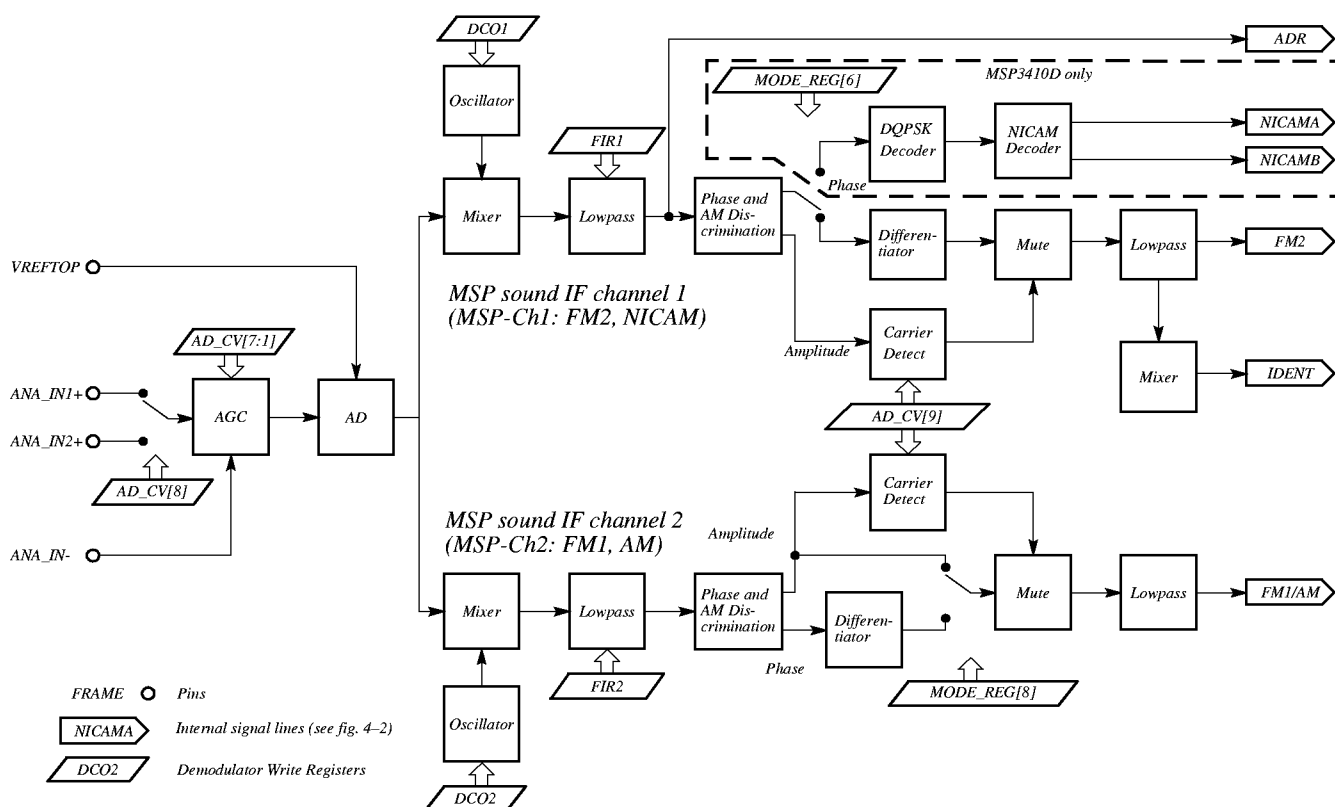 DCO1
ADR
MSP3410D only
MODE_REG[6]
Oscillator
FIR1
DQPSK
Decoder
NICAM
Decoder
NICAMA
NICAMB
Phase
Mixer
Lowpass
Phase and
AM Dis-
crimination
Differen-
tiator
Mute
Lowpass
FM2
VREFTOP
MSP sound IF channel 1
(MSP-Ch1: FM2, NICAM)
AD_CV[7:1]
Amplitude
Carrier
Detect
Mixer
IDENT
ANA_IN1+
AGC
AD
AD_CV[9]
ANA_IN2+
AD_CV[8]
Carrier
Detect
MSP sound IF channel 2
(MSP-Ch2: FM1, AM)
Amplitude
ANA_IN-
Mixer
Lowpass
Phase and
AM Dis-
crimination
Differen-
tiator
Mute
Lowpass
FM1/AM
Phase
FIR2
MODE_REG[8]
FRAME
Pins
Oscillator
NICAMA
Internal signal lines (see fig. 4–2)
DCO2
Demodulator Write Registers
DCO2